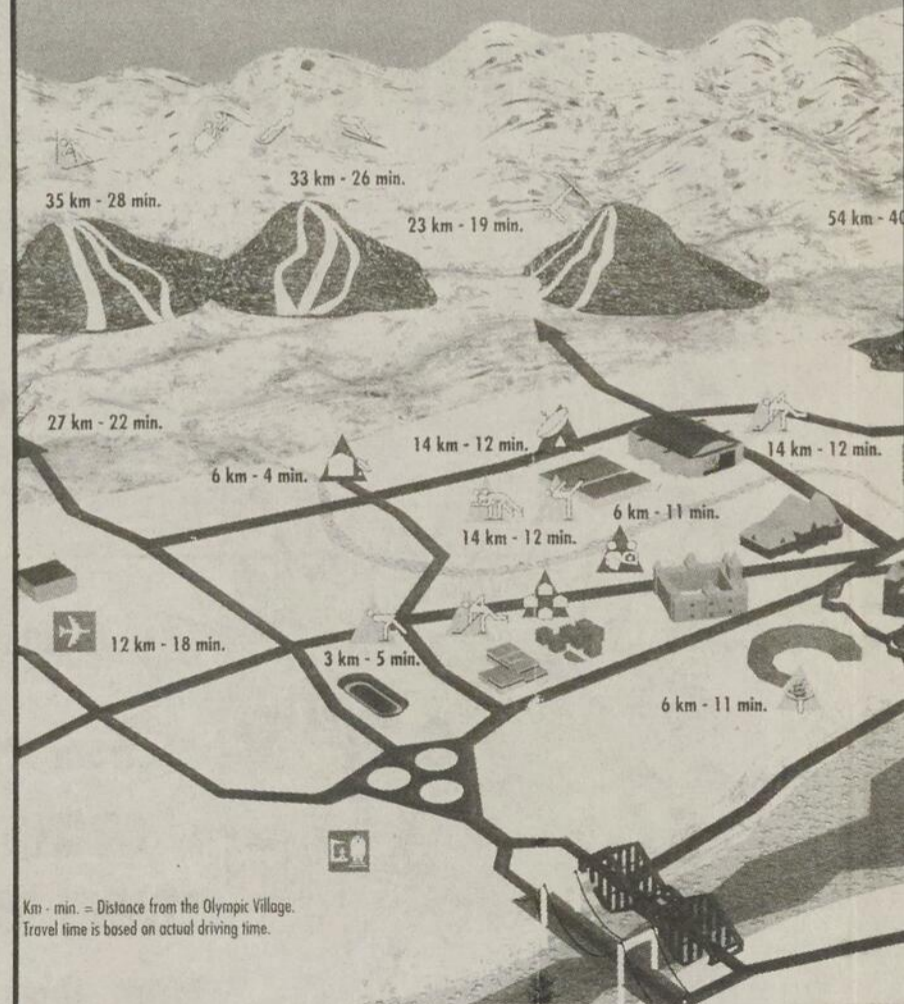 33 km - 26 min.
35 km - 28 min.
23 km - 19 min.
54 km - 40
27 km - 22 min.
14 km - 12 min.
14 km - 12 min.
6 km - 4 min.
6 km - 11 min.
14 km - 12 min.
12 km - 18 min.
3 km - 5 min.
6 km - 11 min.
Km - min. = Distance from the Olympic Village.
Travel time is based on actual driving time.